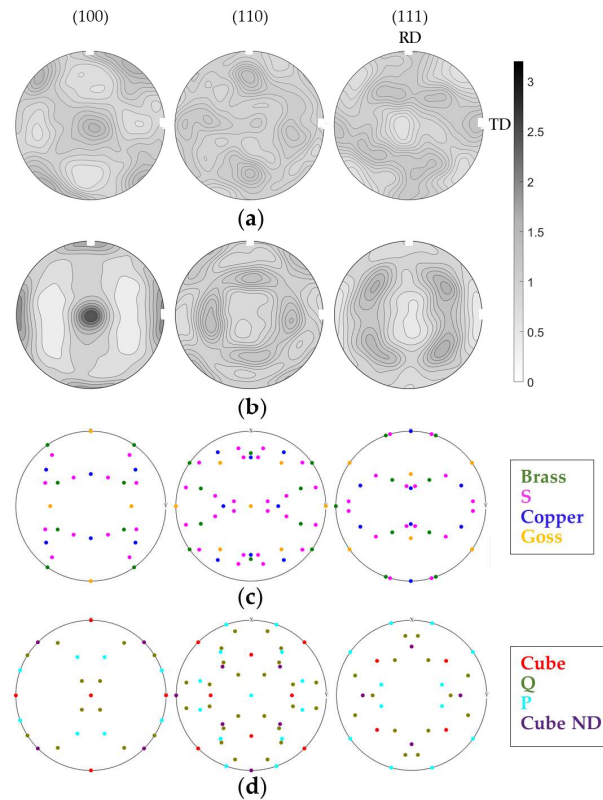 (100) (110) (111)
RD
TD
3
2.5
2
1.5
1
0.5
0
(a)
(b)
(c)
Brass
S
Copper
Goss
(d)
Cube
Q
P
Cube ND